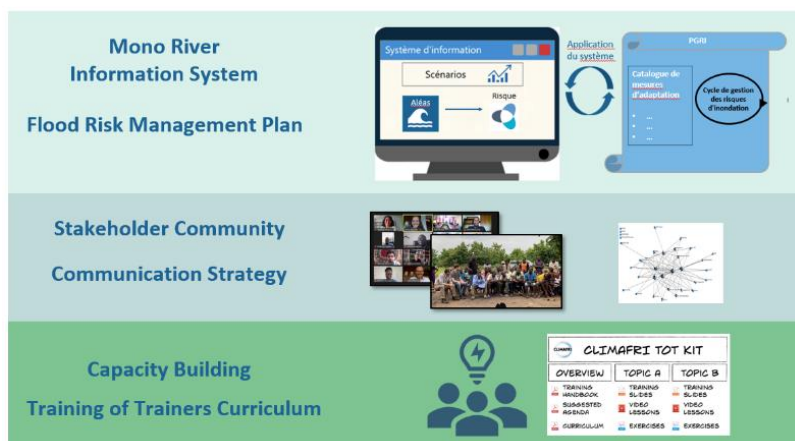 Mono River
Information System
Flood Risk Management Plan
Système d'information
Scénarios
Aléas
Risque
Application
du système
PGRI
Catalogue de
mesures
d'adaptation
• ...
• ...
• ...
Cycle de gestion
des risques
d'inondation
Stakeholder Community
Communication Strategy
Capacity Building
Training of Trainers Curriculum
CLIMAFRI
CLIMAFRI TOT KIT
OVERVIEW
TOPIC A
TOPIC B
TRAINING
HANDBOOK
TRAINING
SLIDES
TRAINING
SLIDES
SUGGESTED
AGENDA
VIDEO
LESSONS
VIDEO
LESSONS
CURRICULUM
EXERCISES
EXERCISES